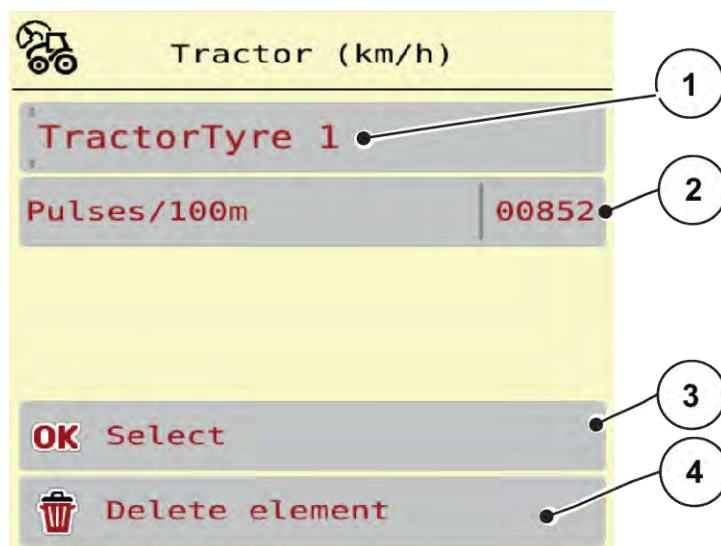 Tractor (km/h)
1
TractorTyre 1
2
Pulses/100m 00852
3
OK Select
4
Delete element